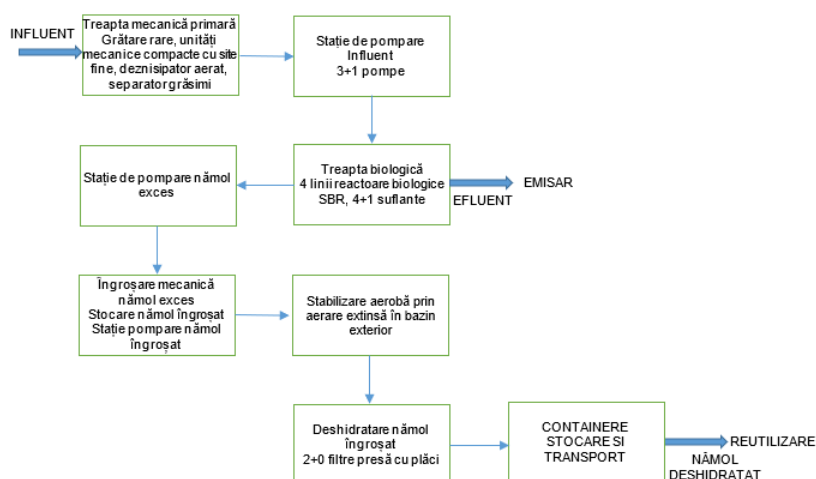 INFLUENT
Treapta mecanică primară
Grătare rare, unități
mecanice compacte cu site
fine, deznisipator aerat,
separator grăsimi
Stație de pompare
Influent
3+1 pompe
Stație de pompare nămol
exces
Treapta biologică
4 linii reactoare biologice
SBR, 4+1 suflante
EFLUENT
EMISAR
Îngroșare mecanică
nămol exces
Stocare nămol îngroșat
Stație pompare nămol
îngroșat
Stabilizare aerobă prin
aerare extinsă în bazin
exterior
Deshidratare nămol
îngroșat
2+0 filtre presă cu plăci
CONTAINERE
STOCARE SI
TRANSPORT
REUTILIZARE
NĂMOL
DESHIDRATAT